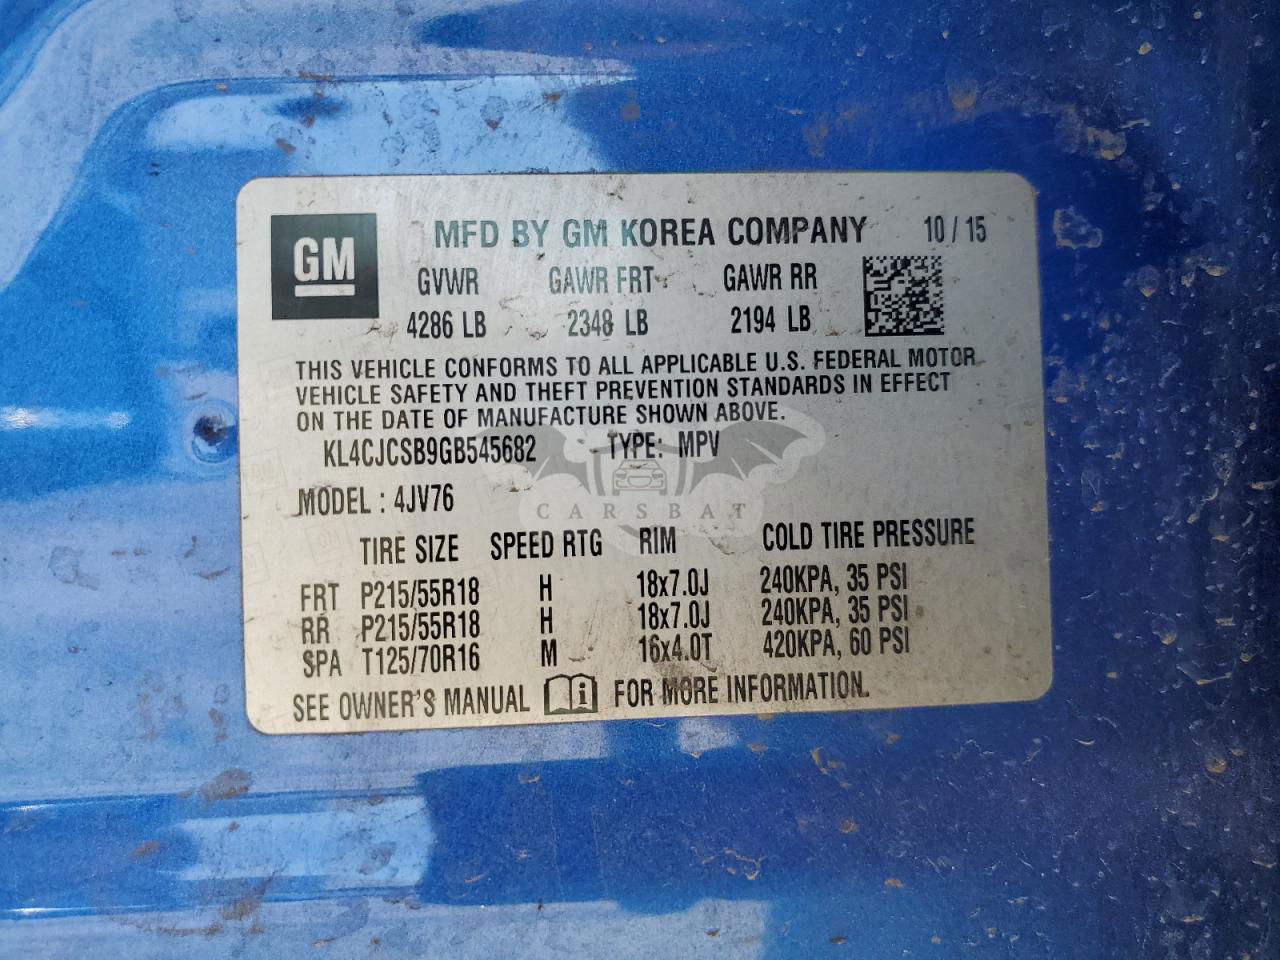 GM
MFD BY GM KOREA COMPANY 10 / 15
GVWR GAWR FRT GAWR RR
4286 LB 2348 LB 2194 LB
THIS VEHICLE CONFORMS TO ALL APPLICABLE U.S. FEDERAL MOTOR
VEHICLE SAFETY AND THEFT PREVENTION STANDARDS IN EFFECT
ON THE DATE OF MANUFACTURE SHOWN ABOVE.
KL4CJCSB9GB545682 TYPE: MPV
CARSBAT
MODEL : 4JV76
TIRE SIZE SPEED RTG RIM COLD TIRE PRESSURE
FRT P215/55R18 H 18x7.0J 240KPA, 35 PSI
RR P215/55R18 H 18x7.0J 240KPA, 35 PSI
SPA T125/70R16 M 16x4.0T 420KPA, 60 PSI
SEE OWNER'S MANUAL i FOR MORE INFORMATION.